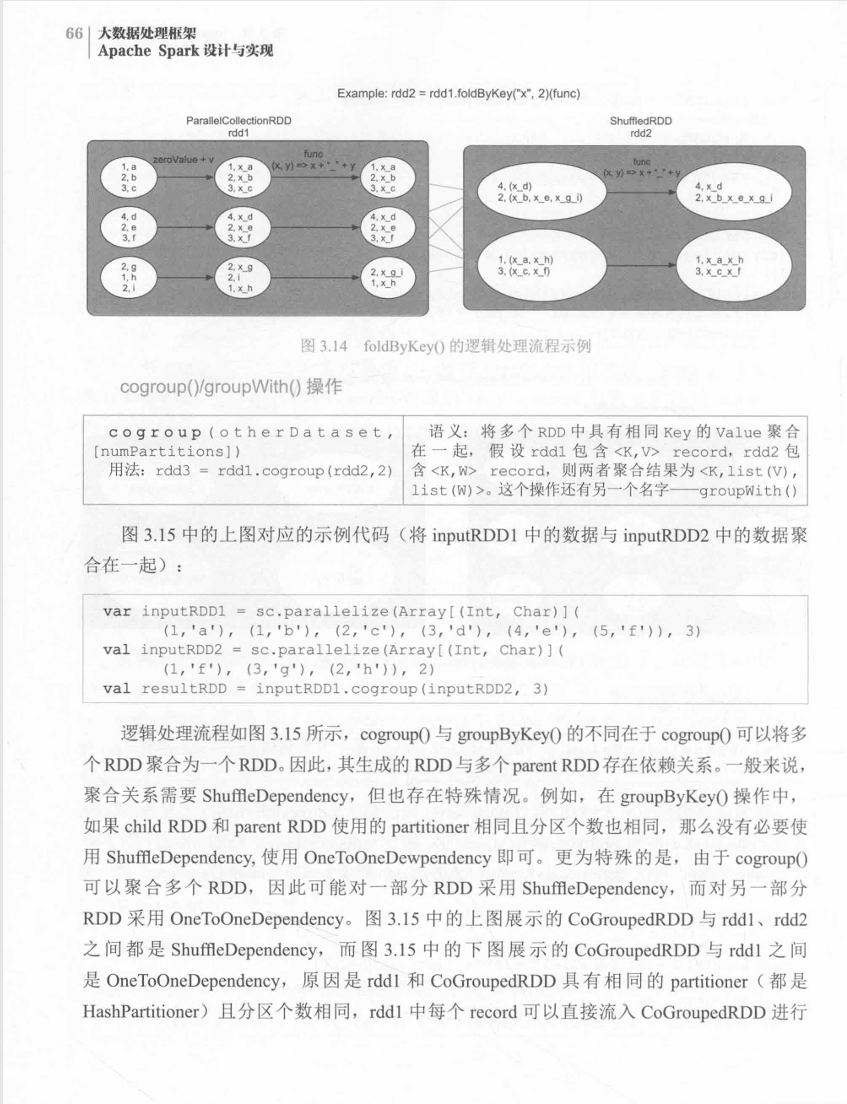 66 大数据处理框架
Apache Spark 设计与实现
Example: rdd2 = rdd1.foldByKey("x", 2)(func)
ParallelCollectionRDD
rdd1
ShuffledRDD
rdd2
zeroValue + v
func
(x, y) => x + "_" + y
func
(x, y) => x + "_" + y
1, a
2, b
3, c
1, x_a
2, x_b
3, x_c
1, x_a
2, x_b
3, x_c
4, (x_d)
2, (x_b, x_e, x_g_i)
4, x_d
2, x_b_x_e_x_g_i
4, d
2, e
3, f
4, x_d
2, x_e
3, x_f
4, x_d
2, x_e
3, x_f
2, g
1, h
2, i
2, x_g
2, i
1, x_h
2, x_g_i
1, x_h
1, (x_a, x_h)
3, (x_c, x_f)
1, x_a_x_h
3, x_c_x_f
图 3.14 foldByKey() 的逻辑处理流程示例
cogroup()/groupWith() 操作
cogroup(otherDataset,
[numPartitions])
用法: rdd3 = rdd1.cogroup(rdd2,2)
语义: 将多个 RDD 中具有相同 Key 的 Value 聚合
在一起, 假设 rdd1 包含 <K,V> record, rdd2 包
含 <K,W> record, 则两者聚合结果为 <K,list(V),
list(W)>。这个操作还有另一个名字——groupWith()
图 3.15 中的上图对应的示例代码（将 inputRDD1 中的数据与 inputRDD2 中的数据聚
合在一起）:
var inputRDD1 = sc.parallelize(Array[(Int, Char)](
(1,'a'), (1,'b'), (2,'c'), (3,'d'), (4,'e'), (5,'f')), 3)
val inputRDD2 = sc.parallelize(Array[(Int, Char)](
(1,'f'), (3,'g'), (2,'h')), 2)
val resultRDD = inputRDD1.cogroup(inputRDD2, 3)
逻辑处理流程如图 3.15 所示，cogroup() 与 groupByKey() 的不同在于 cogroup() 可以将多
个 RDD 聚合为一个 RDD。因此, 其生成的 RDD 与多个 parent RDD 存在依赖关系。一般来说，
聚合关系需要 ShuffleDependency，但也存在特殊情况。例如，在 groupByKey() 操作中，
如果 child RDD 和 parent RDD 使用的 partitioner 相同且分区个数也相同，那么没有必要使
用 ShuffleDependency, 使用 OneToOneDewpendency 即可。更为特殊的是，由于 cogroup()
可以聚合多个 RDD，因此可能对一部分 RDD 采用 ShuffleDependency，而对另一部分
RDD 采用 OneToOneDependency。图 3.15 中的上图展示的 CoGroupedRDD 与 rdd1、rdd2
之间都是 ShuffleDependency，而图 3.15 中的下图展示的 CoGroupedRDD 与 rdd1 之间
是 OneToOneDependency，原因是 rdd1 和 CoGroupedRDD 具有相同的 partitioner（都是
HashPartitioner）且分区个数相同，rdd1 中每个 record 可以直接流入 CoGroupedRDD 进行